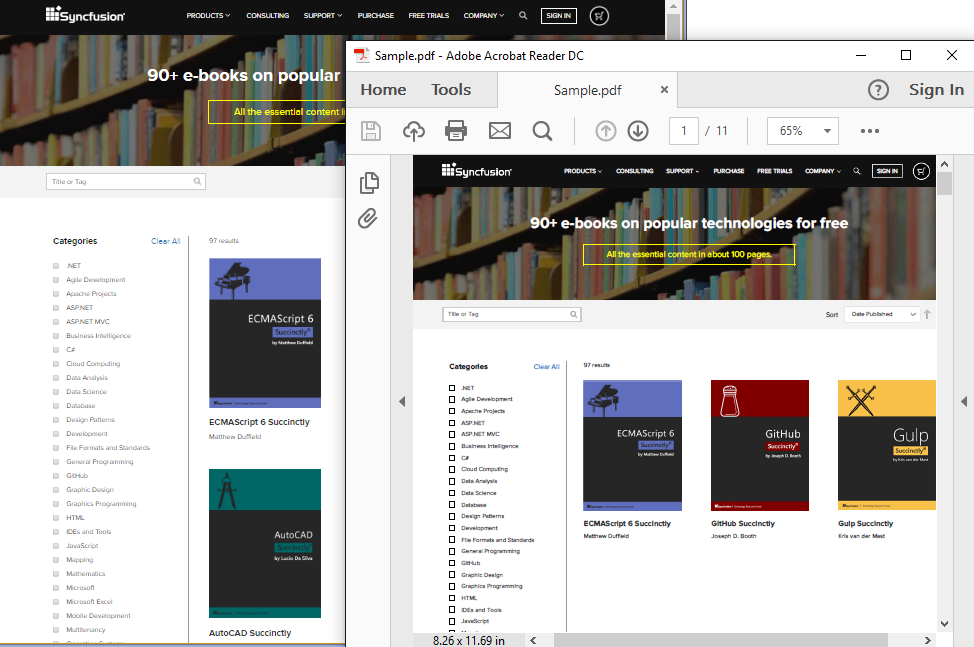 Syncfusion
PRODUCTS CONSULTING SUPPORT PURCHASE FREE TRIALS COMPANY SIGN IN
90+ e-books on popular
All the essential content i
Title or Tag
Categories Clear All
.NET
Agile Development
Apache Projects
ASP.NET
ASP.NET MVC
Business Intelligence
C#
Cloud Computing
Data Analysis
Data Science
Database
Design Patterns
Development
File Formats and Standards
General Programming
GitHub
Graphic Design
Graphics Programming
HTML
IDEs and Tools
JavaScript
Mapping
Mathematics
Microsoft
Microsoft Excel
Mobile Development
Multitenancy
Operating Systems
97 results
ECMAScript 6
Succinctly
by Matthew Duffield
ECMAScript 6 Succinctly
Matthew Duffield
AutoCAD
Succinctly
by Lucio Da Silva
AutoCAD Succinctly
Sample.pdf - Adobe Acrobat Reader DC
Home Tools Sample.pdf × ? Sign In
1 / 11 65%
Syncfusion
PRODUCTS CONSULTING SUPPORT PURCHASE FREE TRIALS COMPANY SIGN IN
90+ e-books on popular technologies for free
All the essential content in about 100 pages.
Title or Tag
Sort Date Published
Categories Clear All
.NET
Agile Development
Apache Projects
ASP.NET
ASP.NET MVC
Business Intelligence
C#
Cloud Computing
Data Analysis
Data Science
Database
Design Patterns
Development
File Formats and Standards
General Programming
GitHub
Graphic Design
Graphics Programming
HTML
IDEs and Tools
JavaScript
97 results
ECMAScript 6
Succinctly
by Matthew Duffield
ECMAScript 6 Succinctly
Matthew Duffield
GitHub
Succinctly
by Joseph D. Booth
GitHub Succinctly
Joseph D. Booth
Gulp
Succinctly
by Kris van der Mast
Gulp Succinctly
Kris van der Mast
8.26 x 11.69 in